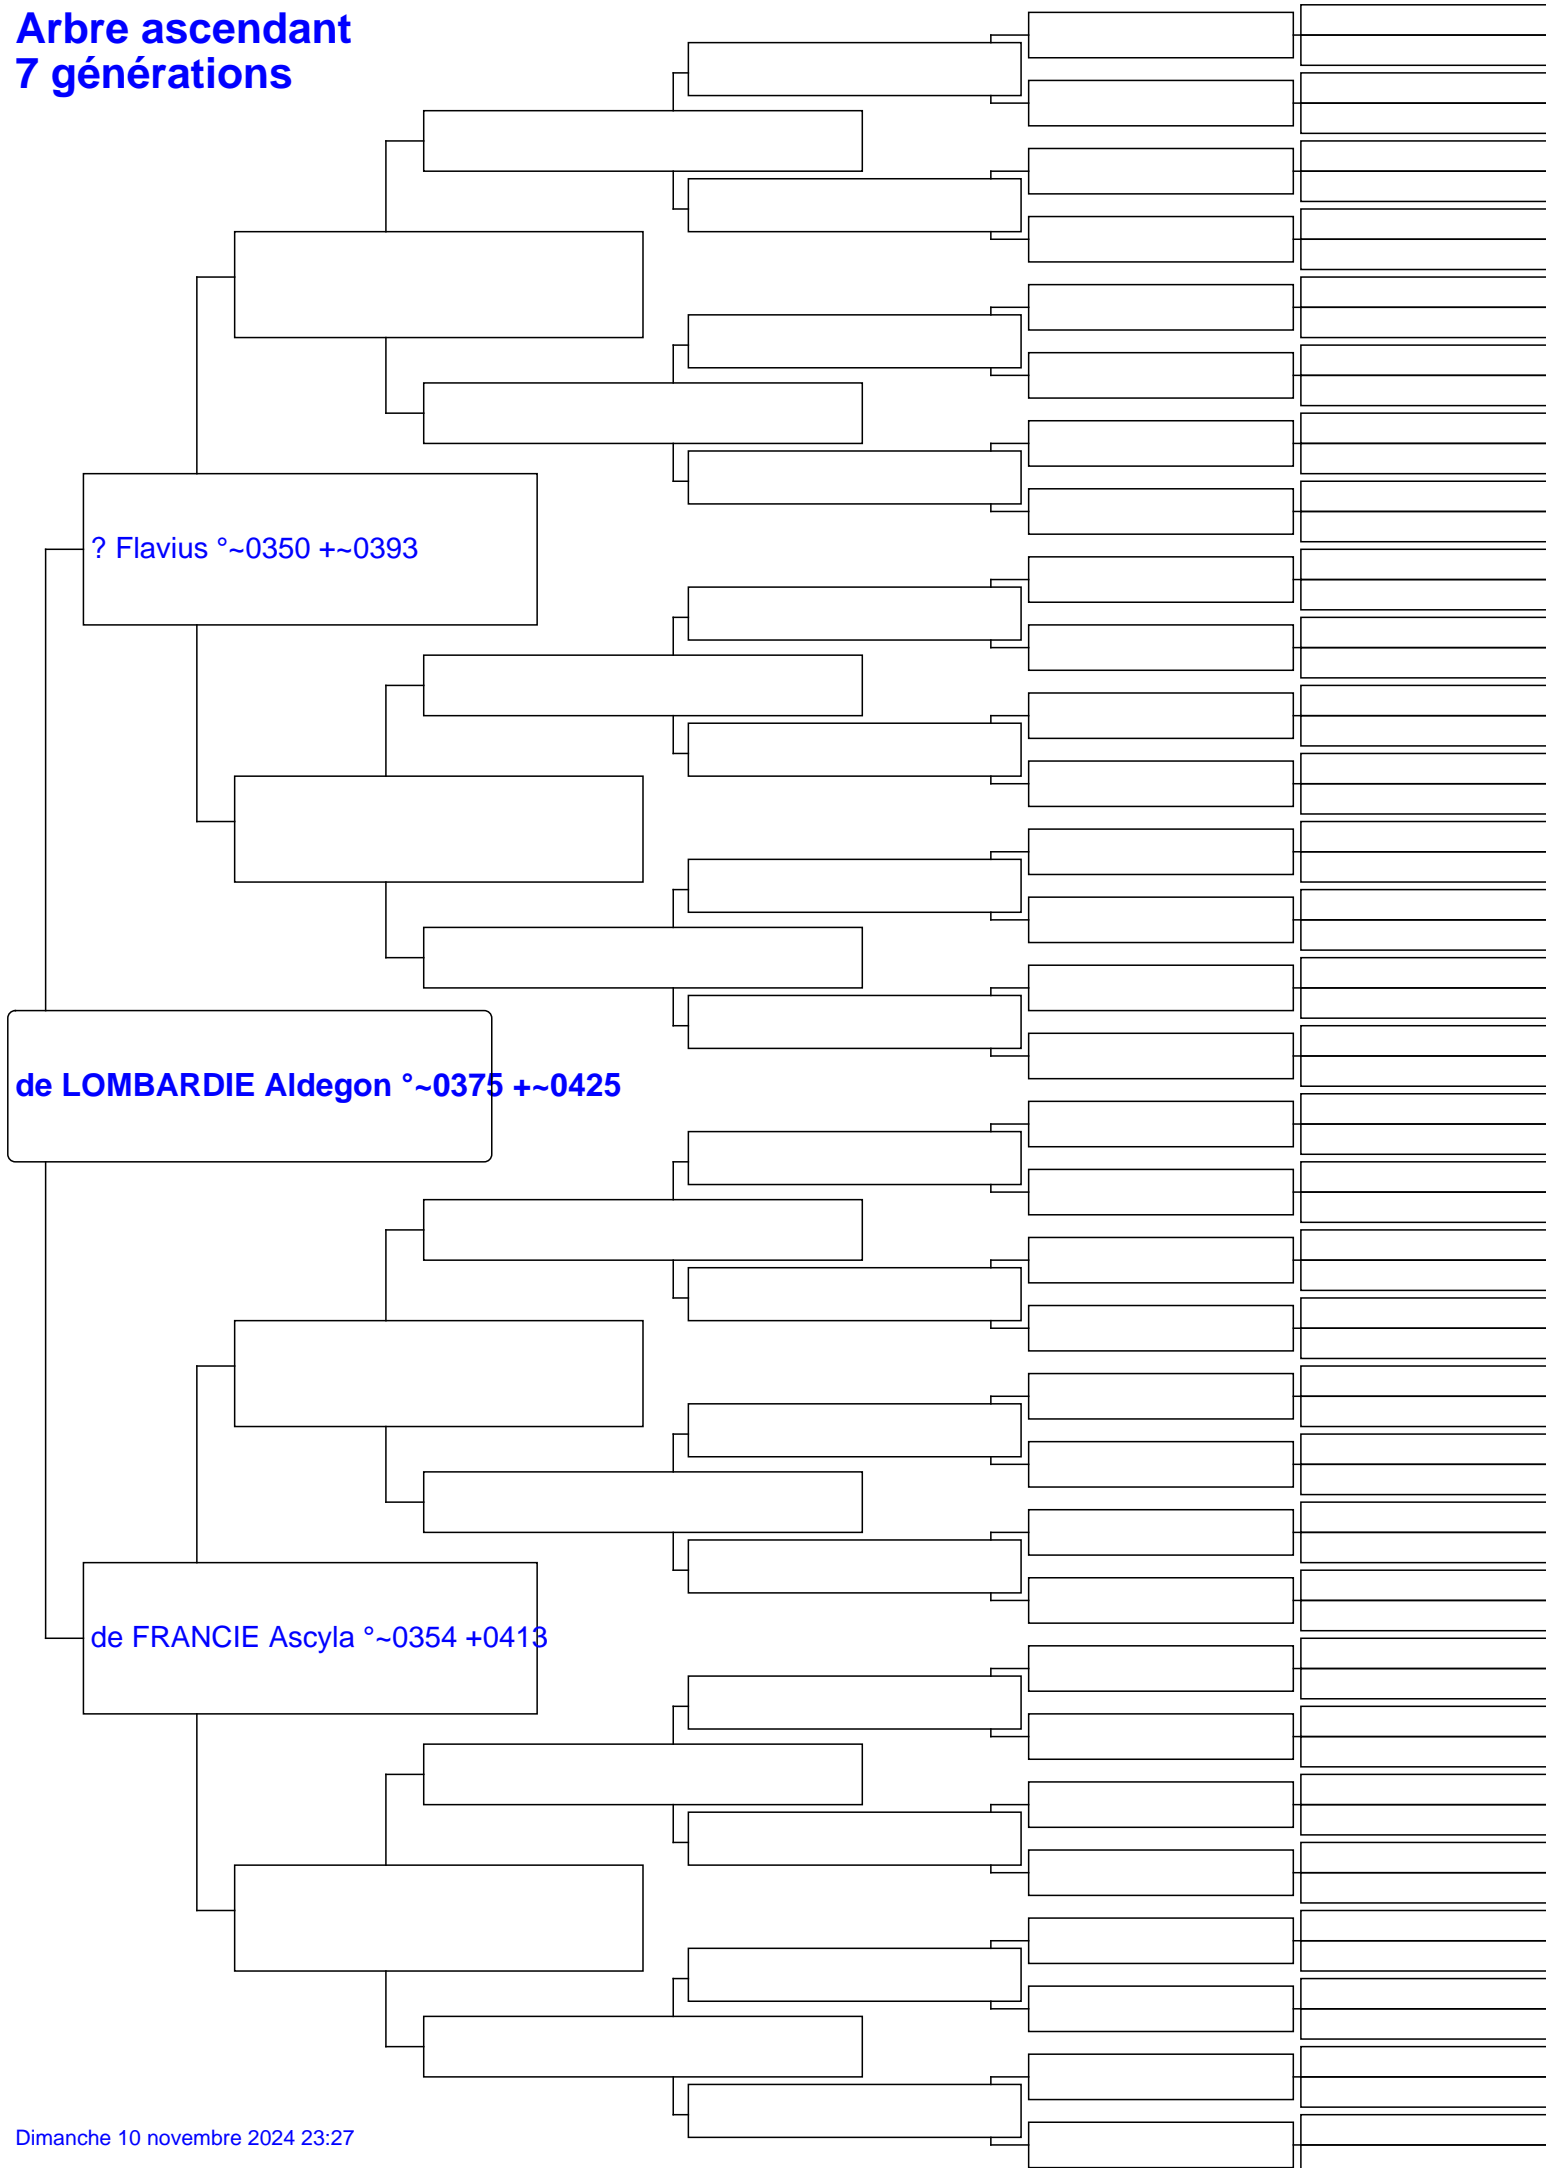 Arbre ascendant
7 générations
? Flavius °~0350 +~0393
de LOMBARDIE Aldegon °~0375 +~0425
de FRANCIE Ascyla °~0354 +0413
Dimanche 10 novembre 2024 23:27